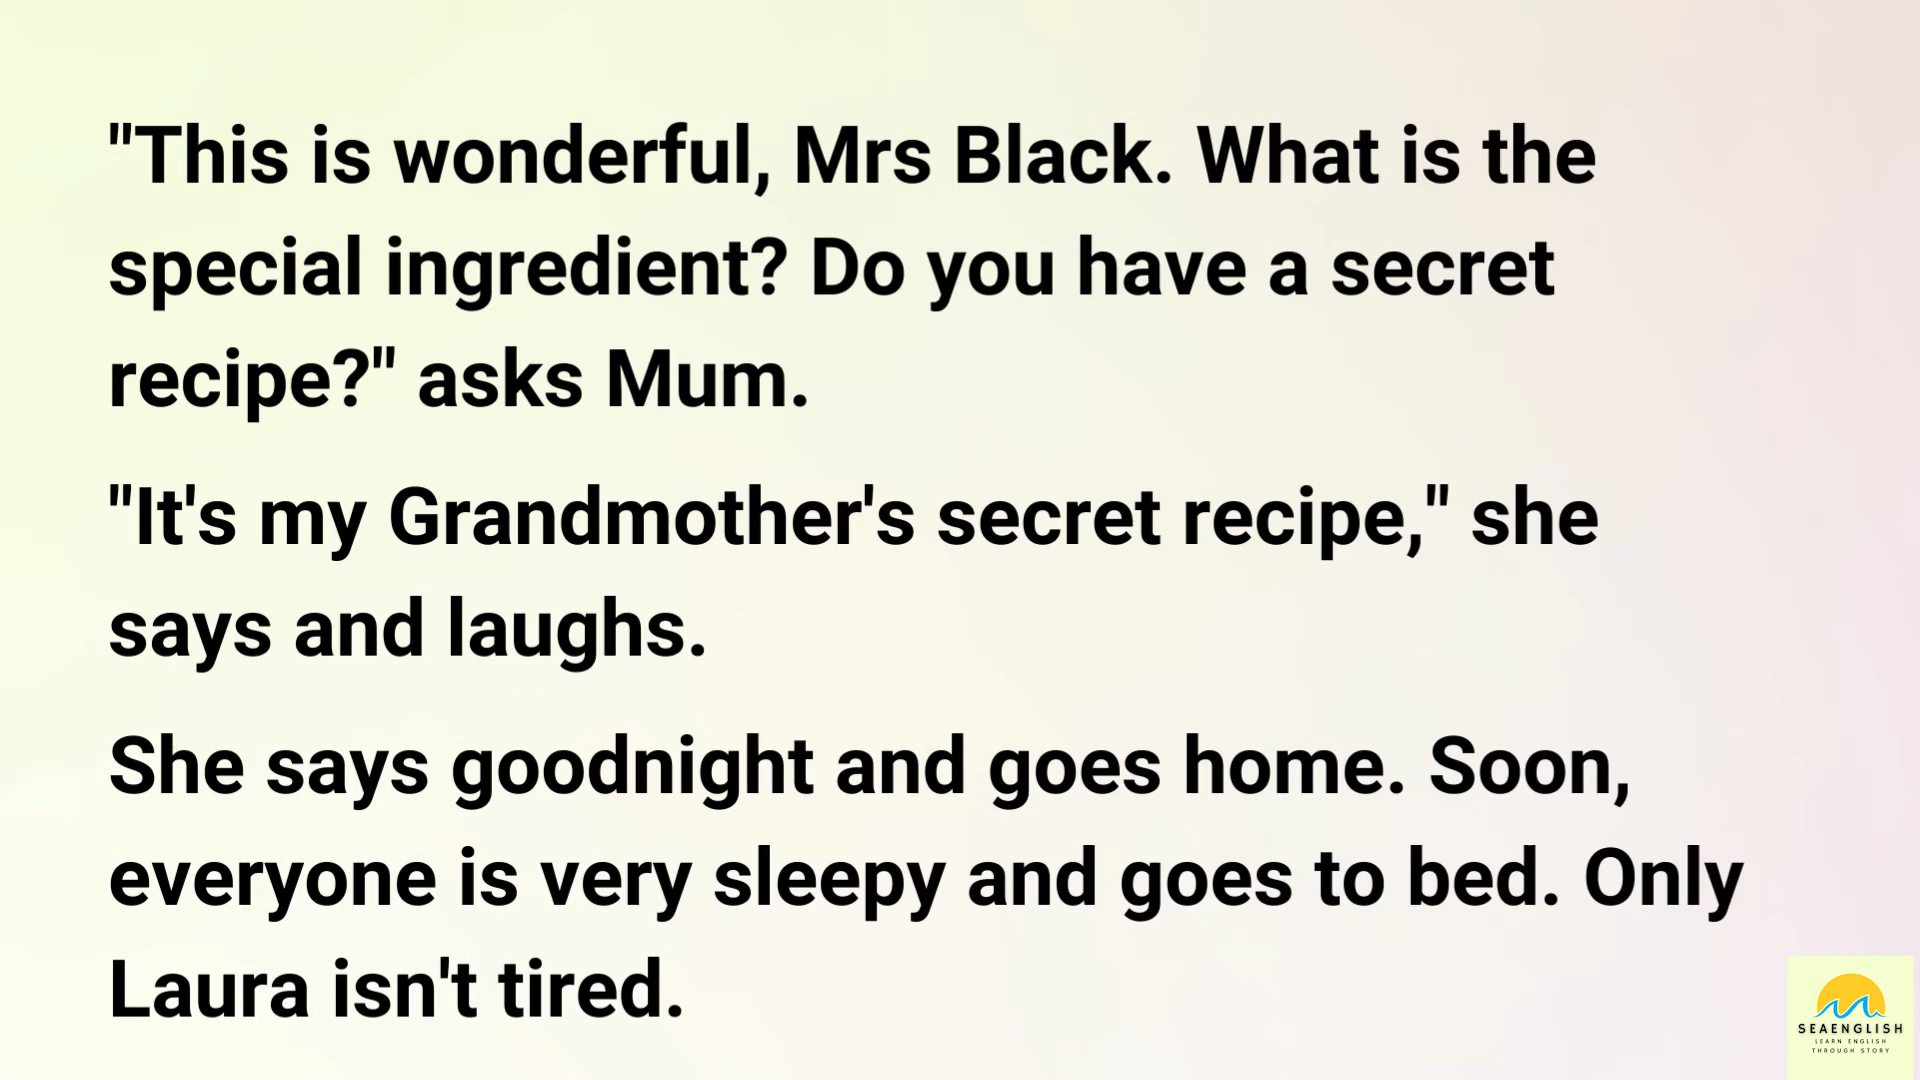 "This is wonderful, Mrs Black. What is the
special ingredient? Do you have a secret
recipe?" asks Mum.
"It's my Grandmother's secret recipe," she
says and laughs.
She says goodnight and goes home. Soon,
everyone is very sleepy and goes to bed. Only
Laura isn't tired.
SEAENGLISH
LEARN ENGLISH
THROUGH STORY